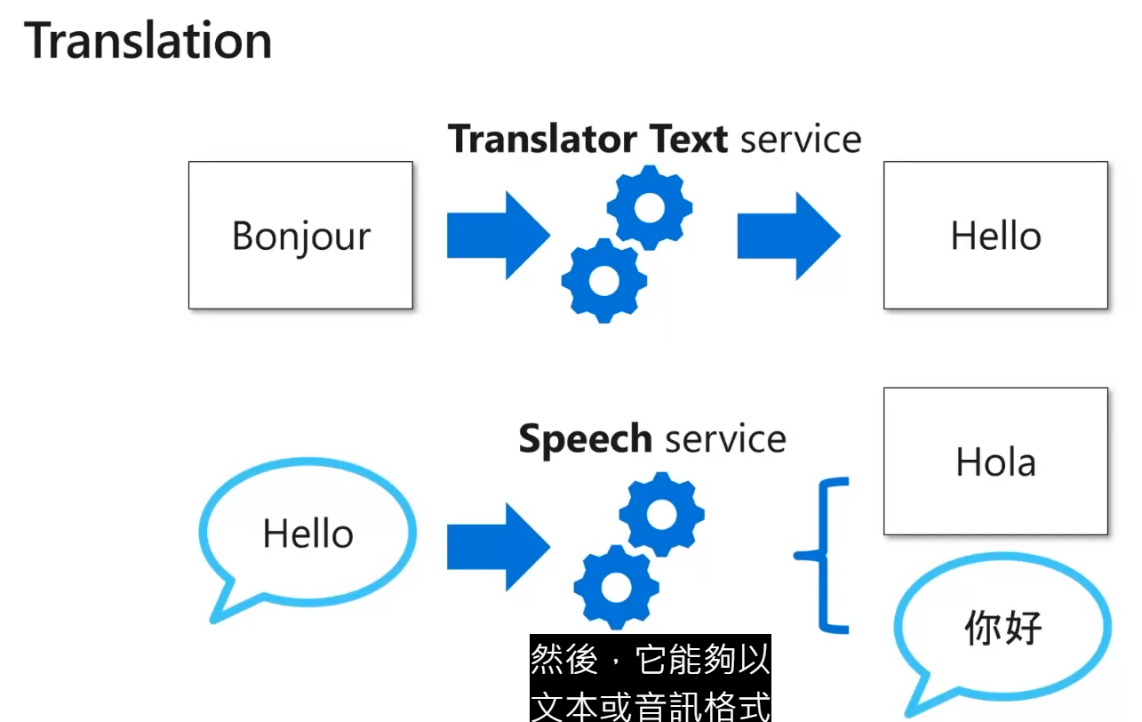 Translation
Translator Text service
Bonjour
Hello
Speech service
Hello
Hola
你好
然後，它能夠以
文本或音訊格式